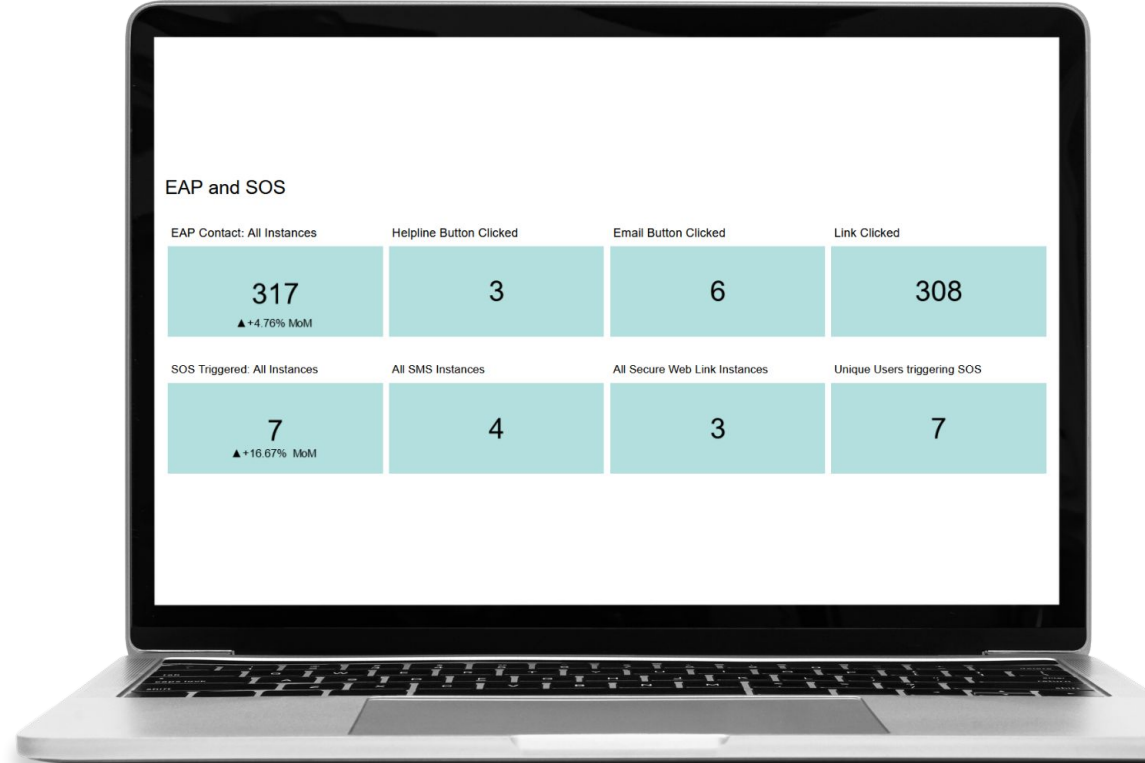 EAP and SOS
EAP Contact: All Instances
Helpline Button Clicked
Email Button Clicked
Link Clicked
317
▲+4.76% MoM
3
6
308
SOS Triggered: All Instances
All SMS Instances
All Secure Web Link Instances
Unique Users triggering SOS
7
▲+16.67% MoM
4
3
7